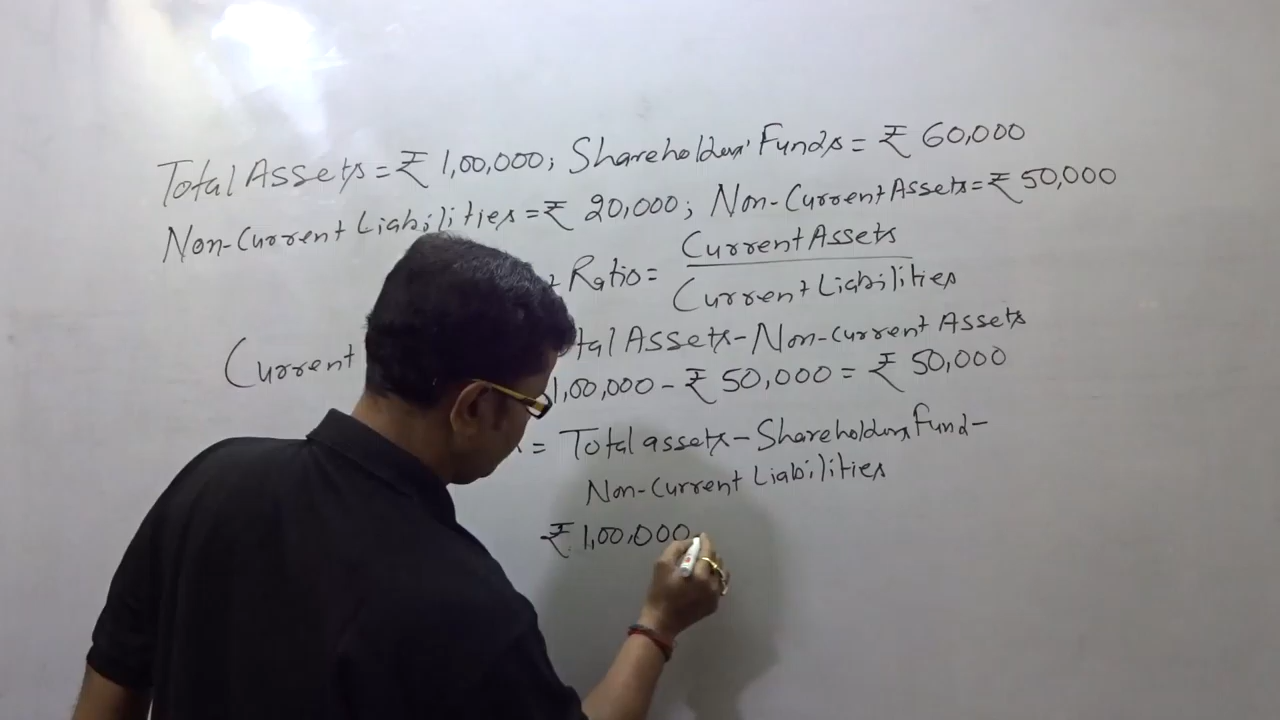 Total Assets = ₹ 1,00,000; Shareholders' Funds = ₹ 60,000
Non-Current Liabilities = ₹ 20,000; Non-Current Assets = ₹ 50,000
Ratio = Current Assets
Current Liabilities
Current Assets - Non-current Assets
1,00,000 - ₹ 50,000 = ₹ 50,000
= Total assets - Shareholders Fund -
Non-current Liabilities
₹ 1,00,000